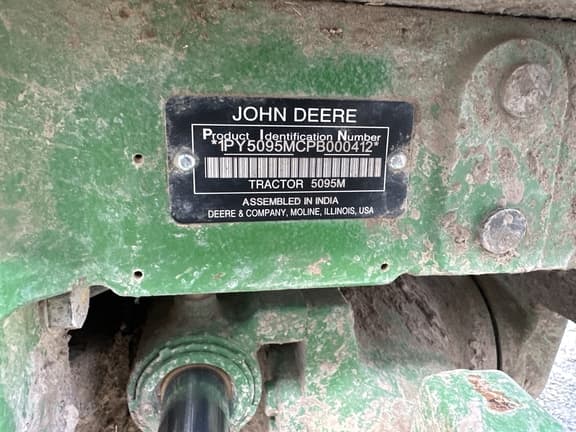 JOHN DEERE
Product Identification Number
*1PY5095MCPB000412*
TRACTOR 5095M
ASSEMBLED IN INDIA
DEERE & COMPANY, MOLINE, ILLINOIS, USA